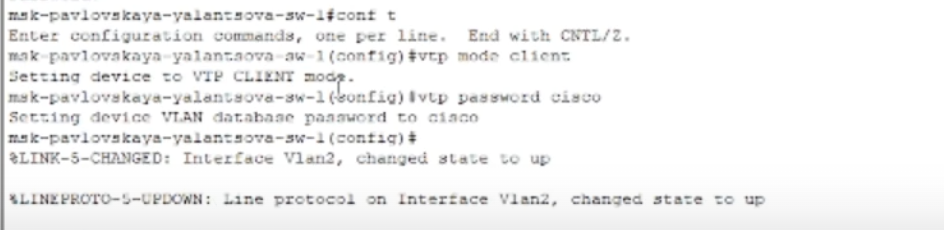 msk-pavlovskaya-yalantsova-sw-1#conf t
Enter configuration commands, one per line.  End with CNTL/Z.
msk-pavlovskaya-yalantsova-sw-1(config)#vtp mode client
Setting device to VTP CLIENT mode.
msk-pavlovskaya-yalantsova-sw-1(config)#vtp password cisco
Setting device VLAN database password to cisco
msk-pavlovskaya-yalantsova-sw-1(config)#
%LINK-5-CHANGED: Interface Vlan2, changed state to up
%LINEPROTO-5-UPDOWN: Line protocol on Interface Vlan2, changed state to up